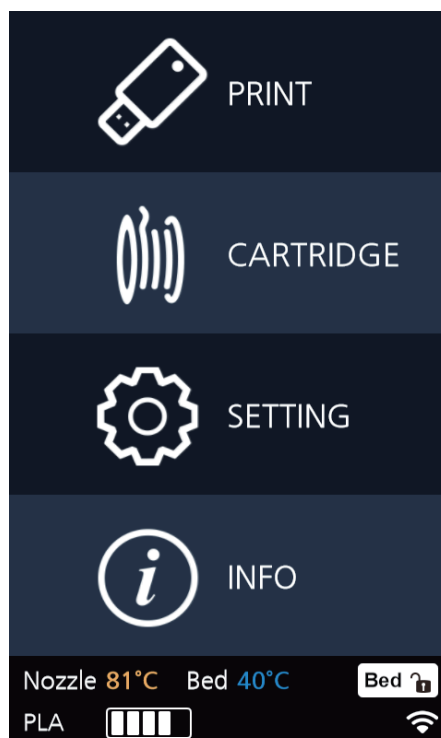 PRINT
CARTRIDGE
SETTING
INFO
Nozzle 81°C Bed 40°C Bed
PLA